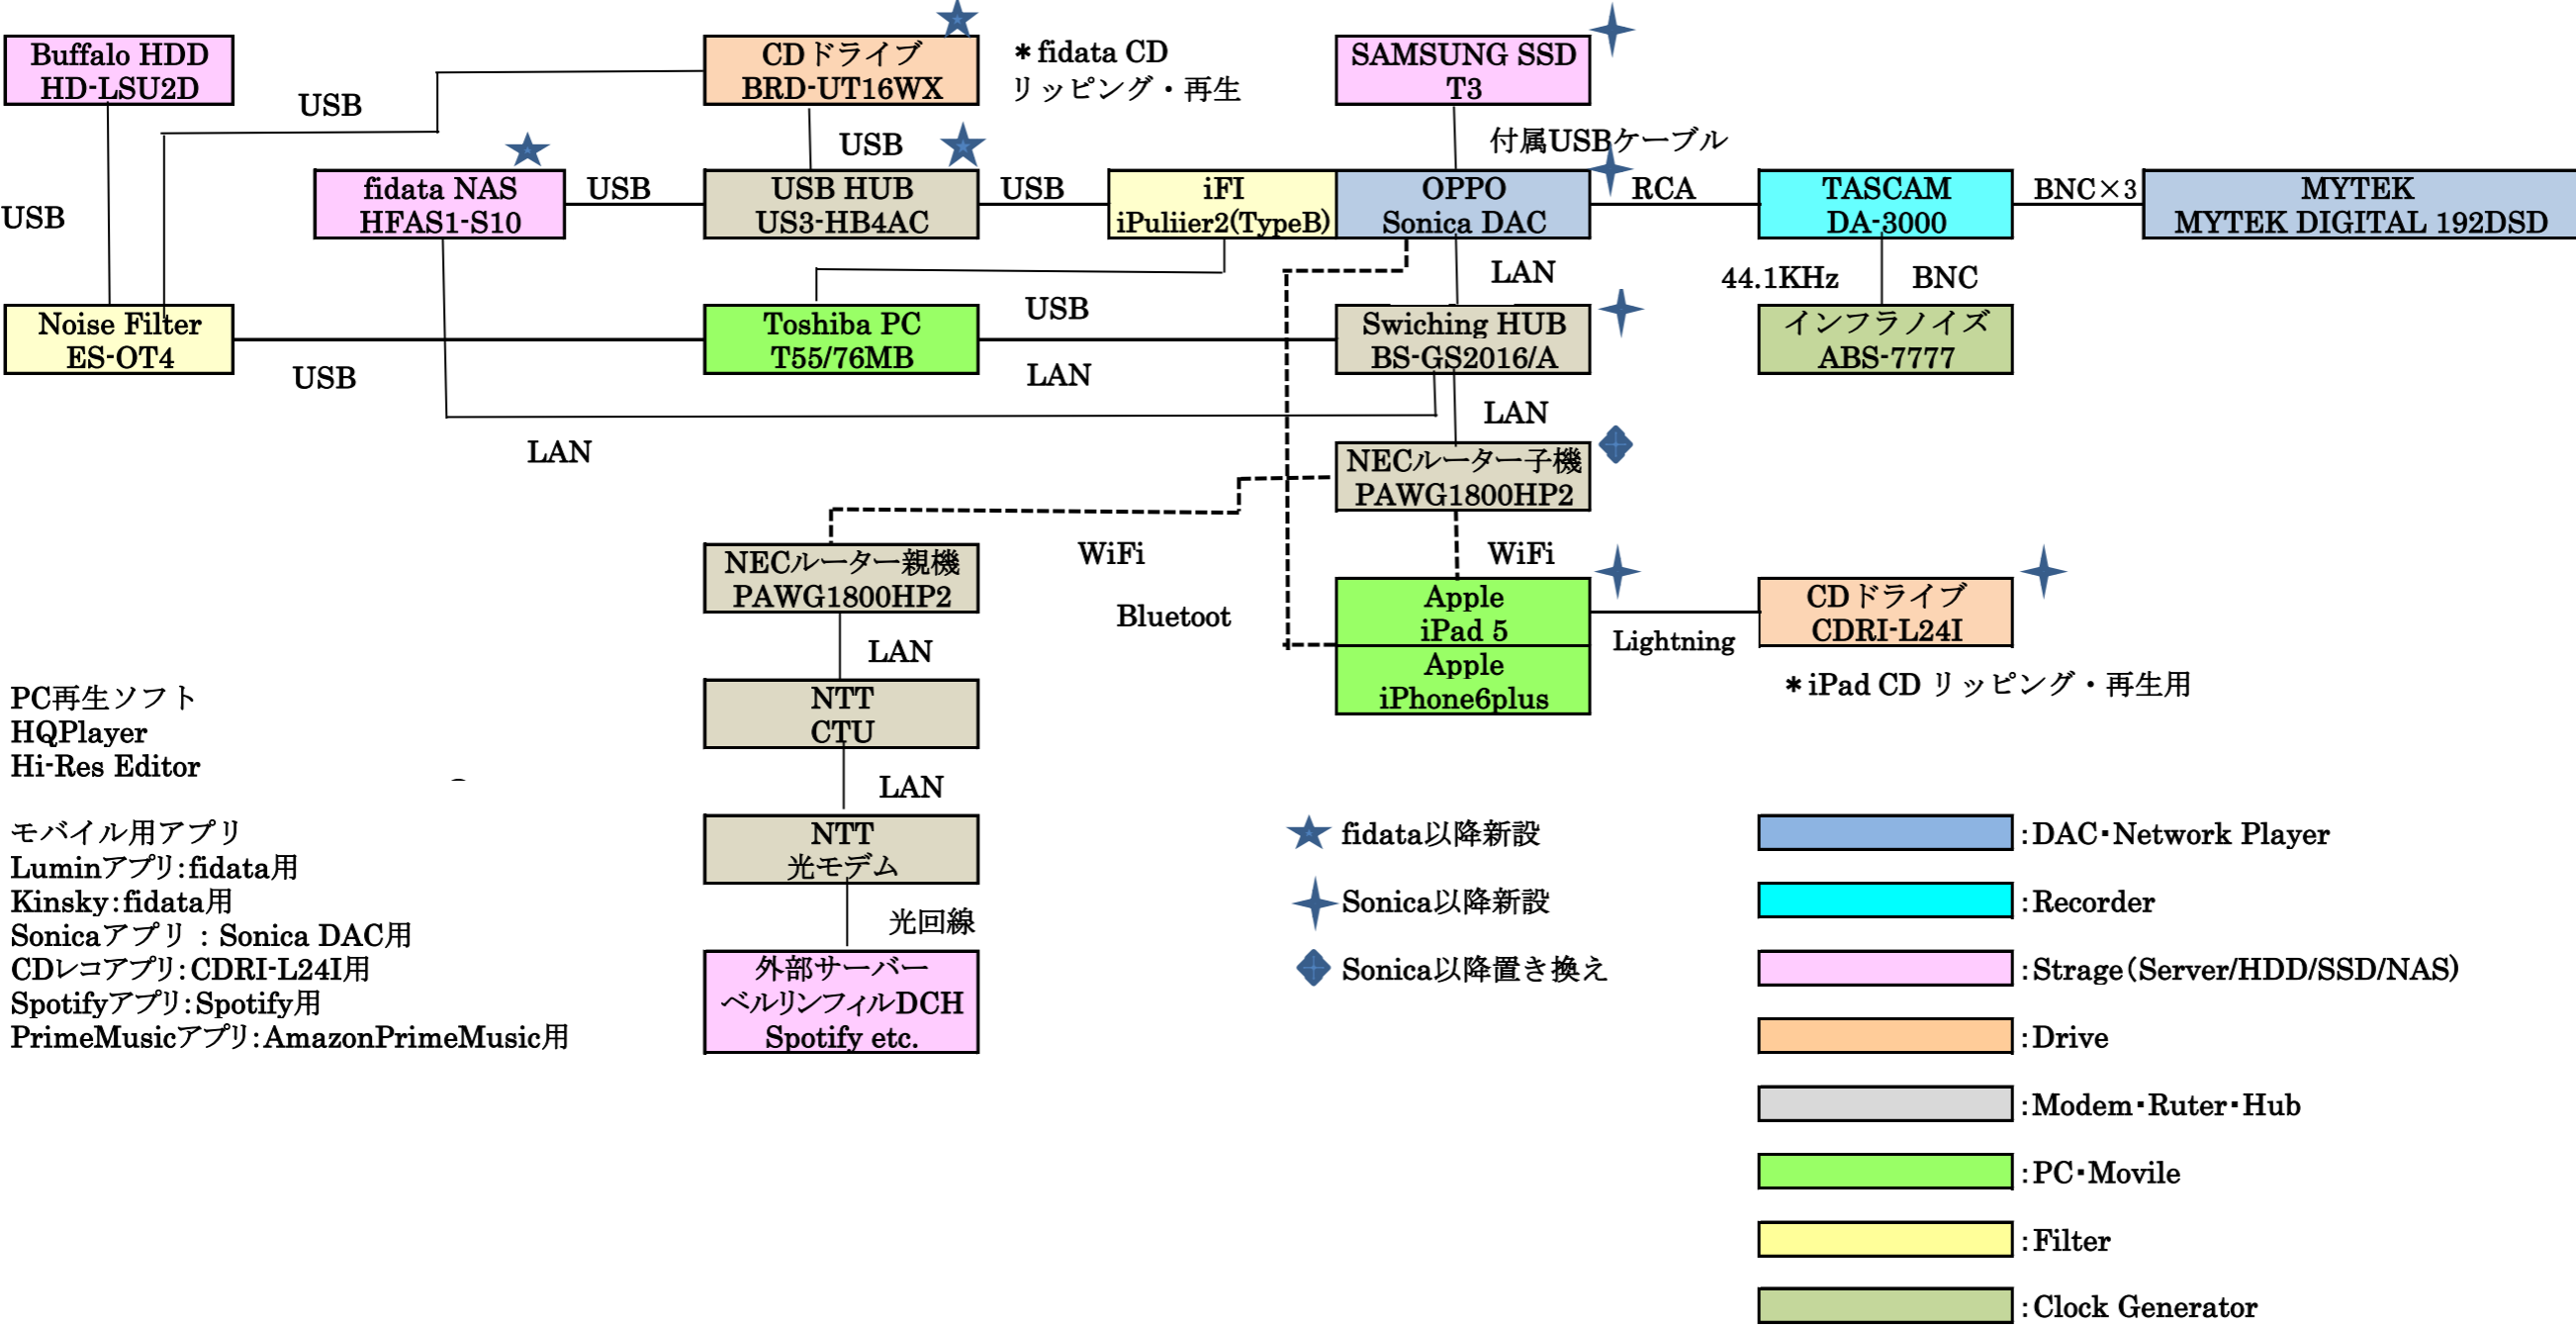 Buffalo HDD
HD-LSU2D
CDドライブ
BRD-UT16WX
＊fidata CD
リッピング・再生
SAMSUNG SSD
T3
USB
USB
付属USBケーブル
USB
fidata NAS
HFAS1-S10
USB
USB HUB
US3-HB4AC
USB
iFI
iPuliier2(TypeB)
OPPO
Sonica DAC
RCA
TASCAM
DA-3000
BNC×3
MYTEK
MYTEK DIGITAL 192DSD
LAN
44.1KHz
BNC
Noise Filter
ES-OT4
USB
Toshiba PC
T55/76MB
USB
LAN
Swiching HUB
BS-GS2016/A
インフラノイズ
ABS-7777
LAN
LAN
NECルーター子機
PAWG1800HP2
NECルーター親機
PAWG1800HP2
WiFi
WiFi
Bluetoot
Apple
iPad 5
Apple
iPhone6plus
Lightning
CDドライブ
CDRI-L24I
＊iPad CD リッピング・再生用
LAN
NTT
CTU
LAN
NTT
光モデム
光回線
外部サーバー
ベルリンフィルDCH
Spotify etc.
PC再生ソフト
HQPlayer
Hi-Res Editor
モバイル用アプリ
Luminアプリ:fidata用
Kinsky:fidata用
Sonicaアプリ：Sonica DAC用
CDレコアプリ:CDRI-L24I用
Spotifyアプリ:Spotify用
PrimeMusicアプリ:AmazonPrimeMusic用
fidata以降新設
Sonica以降新設
Sonica以降置き換え
:DAC･Network Player
:Recorder
:Strage(Server/HDD/SSD/NAS)
:Drive
:Modem･Ruter･Hub
:PC･Movile
:Filter
:Clock Generator